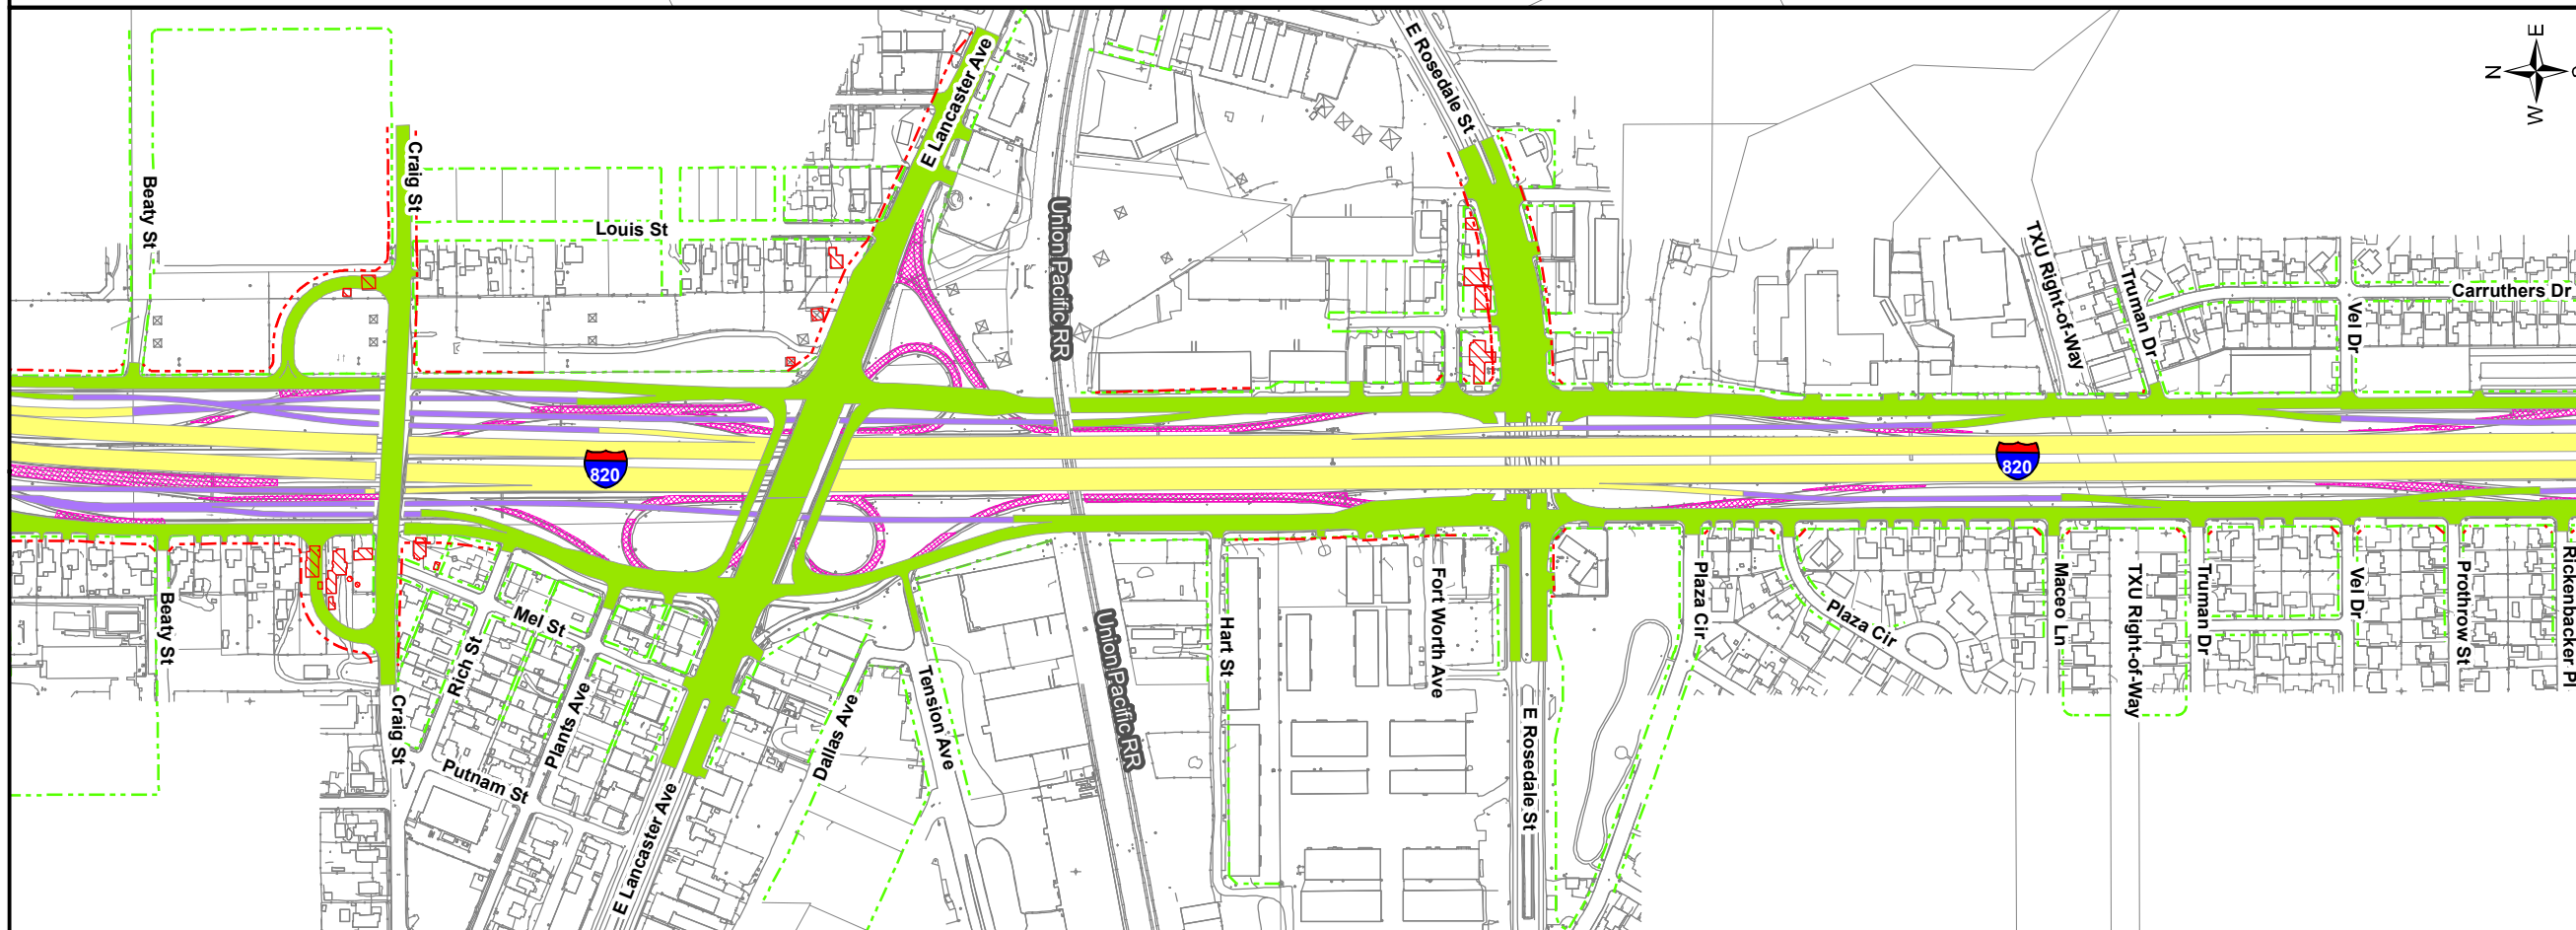 E
N
S
W
E Lancaster Ave
E Rosedale St
Craig St
Beaty St
Louis St
Union Pacific RR
TXU Right-of-Way
Truman Dr
Carruthers Dr
Vel Dr
820
820
Beaty St
Mel St
Rich St
Plants Ave
Putnam St
Craig St
E Lancaster Ave
Dallas Ave
Tension Ave
Union Pacific RR
Hart St
Fort Worth Ave
E Rosedale St
Plaza Cir
Plaza Cir
Maceo Ln
TXU Right-of-Way
Truman Dr
Vel Dr
Prothrow St
Rickenbacker Pl